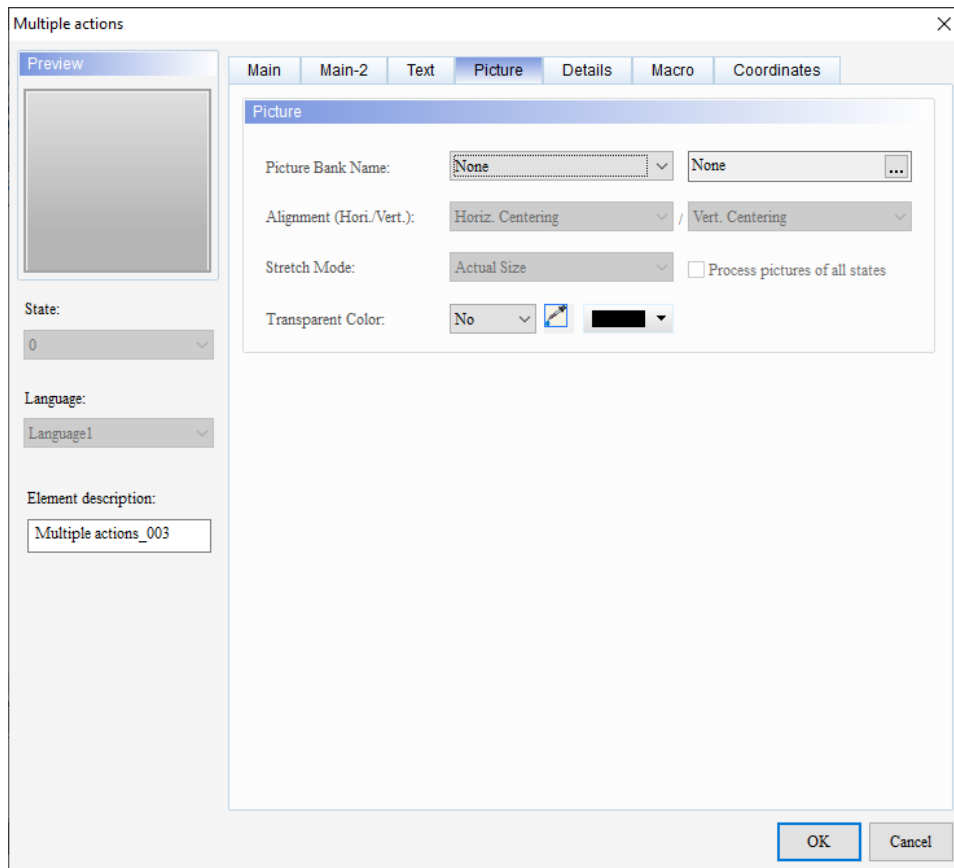 Multiple actions
Preview
State:
0
Language:
Language1
Element description:
Multiple actions_003
Main Main-2 Text Picture Details Macro Coordinates
Picture
Picture Bank Name: None None ...
Alignment (Hori./Vert.): Horiz. Centering / Vert. Centering
Stretch Mode: Actual Size Process pictures of all states
Transparent Color: No
OK Cancel